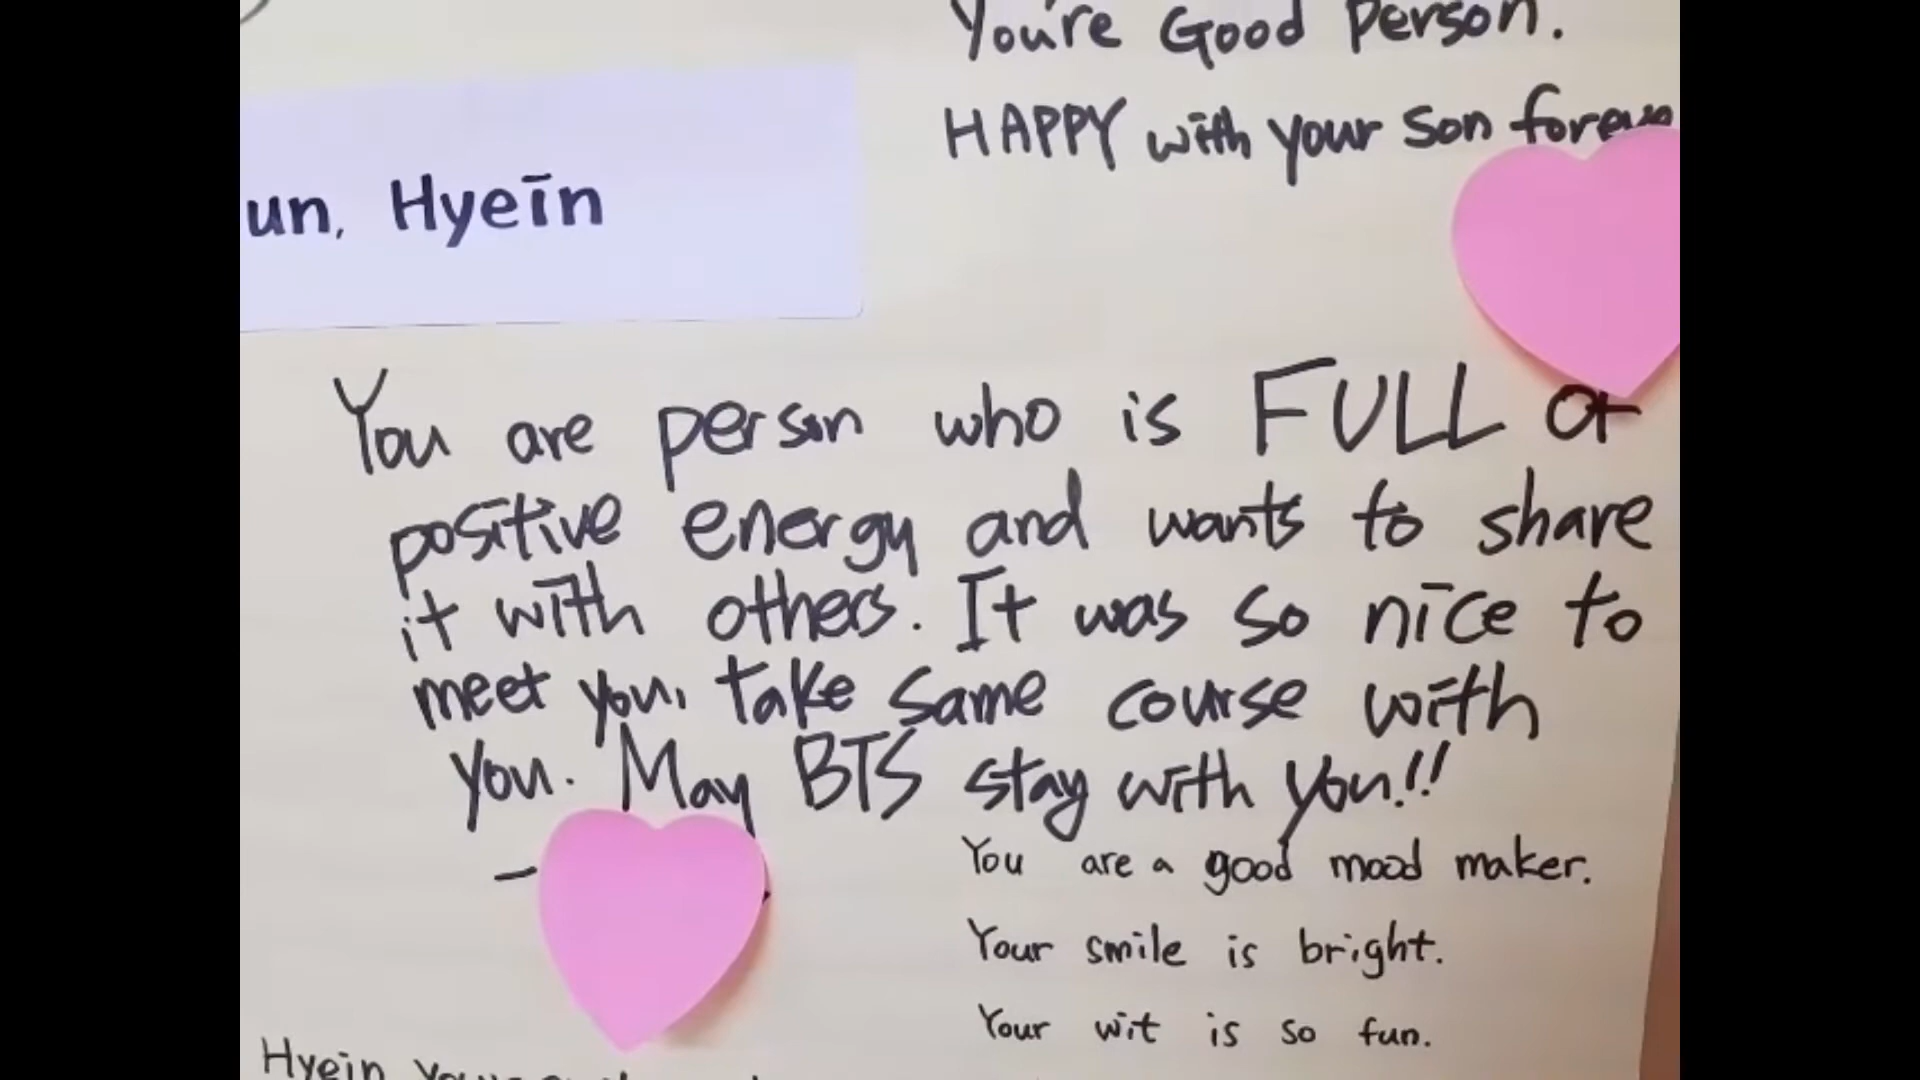 You're Good Person.
HAPPY with your son
un, Hyein
You are person who is FULL of
positive energy and wants to share
it with others. It was so nice to
meet you, take same course with
you. May BTS stay with you!!
You are a good mood maker.
Your smile is bright.
Your wit is so fun.
Hyein